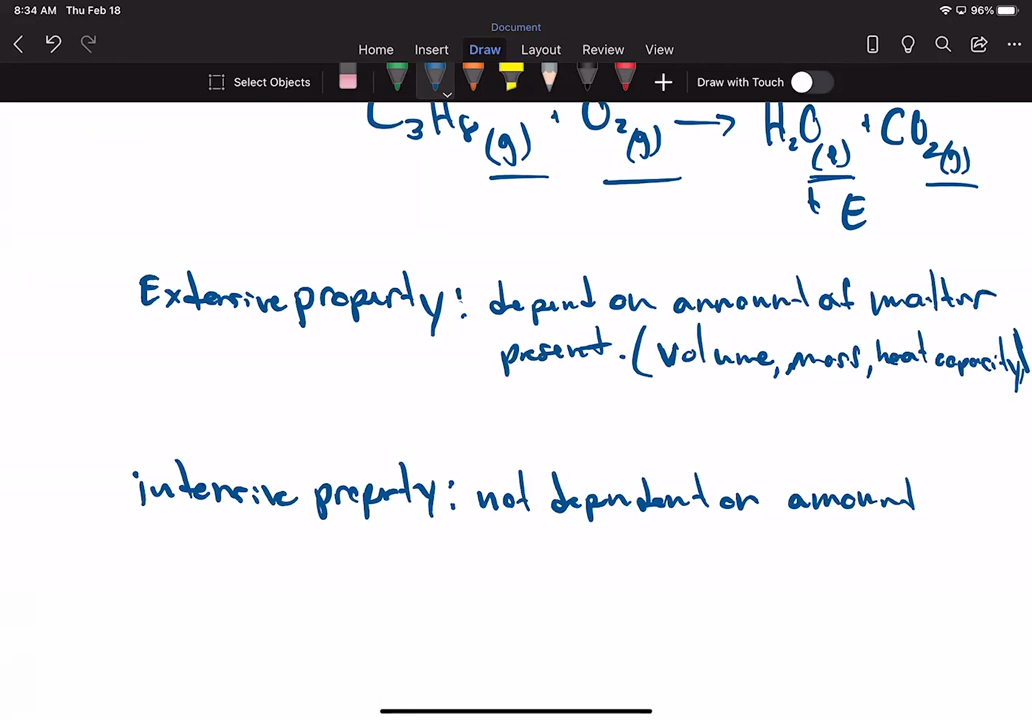 8:34 AM Thu Feb 18 96%
Document
Home Insert Draw Layout Review View
Select Objects Draw with Touch
C₃H₈(g) + O₂(g) → H₂O(l) + CO₂(g)
+ E
Extensive property: depend on amount of matter
present. (volume, mass, heat capacity)
intensive property: not dependent on amount